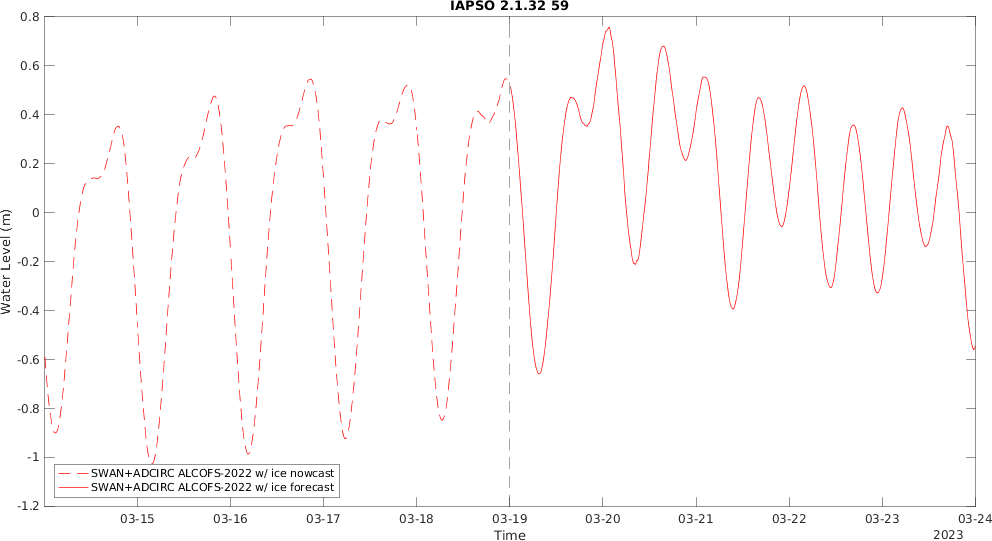 IAPSO 2.1.32 59
0.8
0.6
0.4
0.2
0
-0.2
-0.4
-0.6
-0.8
-1
-1.2
Water Level (m)
SWAN+ADCIRC ALCOFS-2022 w/ ice nowcast
SWAN+ADCIRC ALCOFS-2022 w/ ice forecast
03-15 03-16 03-17 03-18 03-19 03-20 03-21 03-22 03-23 03-24
Time
2023